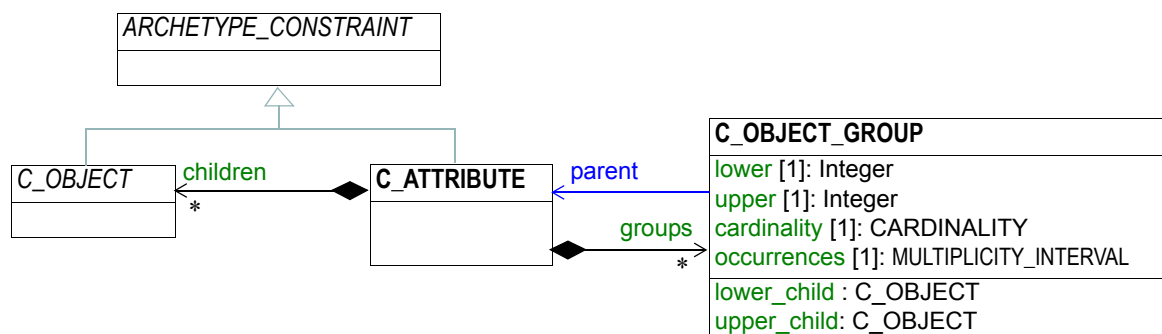 ARCHETYPE_CONSTRAINT
C_OBJECT
children
*
C_ATTRIBUTE
parent
groups
*
C_OBJECT_GROUP
lower [1]: Integer
upper [1]: Integer
cardinality [1]: CARDINALITY
occurrences [1]: MULTIPLICITY_INTERVAL
lower_child : C_OBJECT
upper_child: C_OBJECT